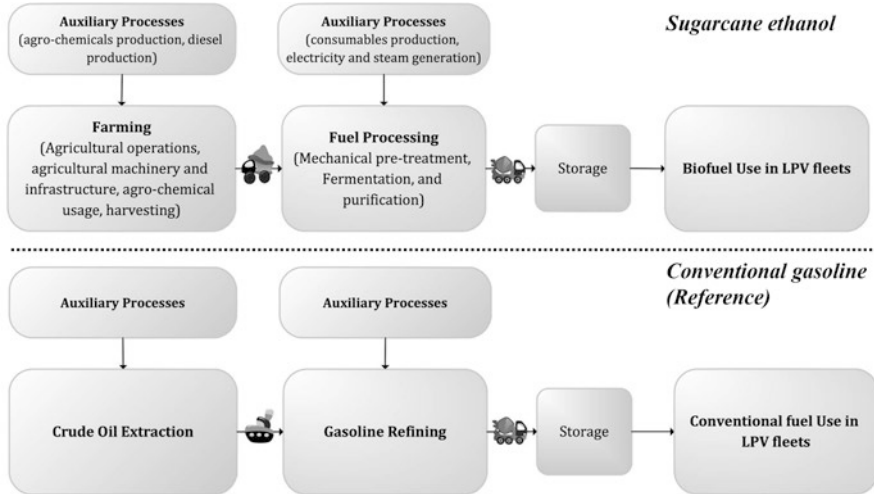 Auxiliary Processes
(agro-chemicals production, diesel
production)
Auxiliary Processes
(consumables production,
electricity and steam generation)
Sugarcane ethanol
Farming
(Agricultural operations,
agricultural machinery and
infrastructure, agro-chemical
usage, harvesting)
Fuel Processing
(Mechanical pre-treatment,
Fermentation, and
purification)
Storage
Biofuel Use in LPV fleets
Conventional gasoline
(Reference)
Auxiliary Processes
Auxiliary Processes
Crude Oil Extraction
Gasoline Refining
Storage
Conventional fuel Use in
LPV fleets